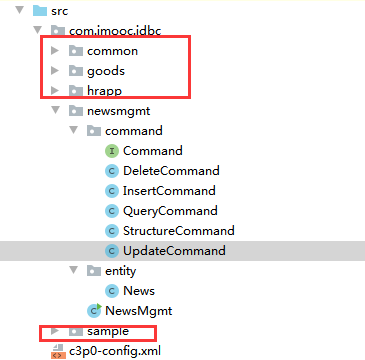 src
com.imooc.jdbc
common
goods
hrapp
newsmgmt
command
I Command
C DeleteCommand
C InsertCommand
C QueryCommand
C StructureCommand
C UpdateCommand
entity
C News
C NewsMgmt
sample
c3p0-config.xml